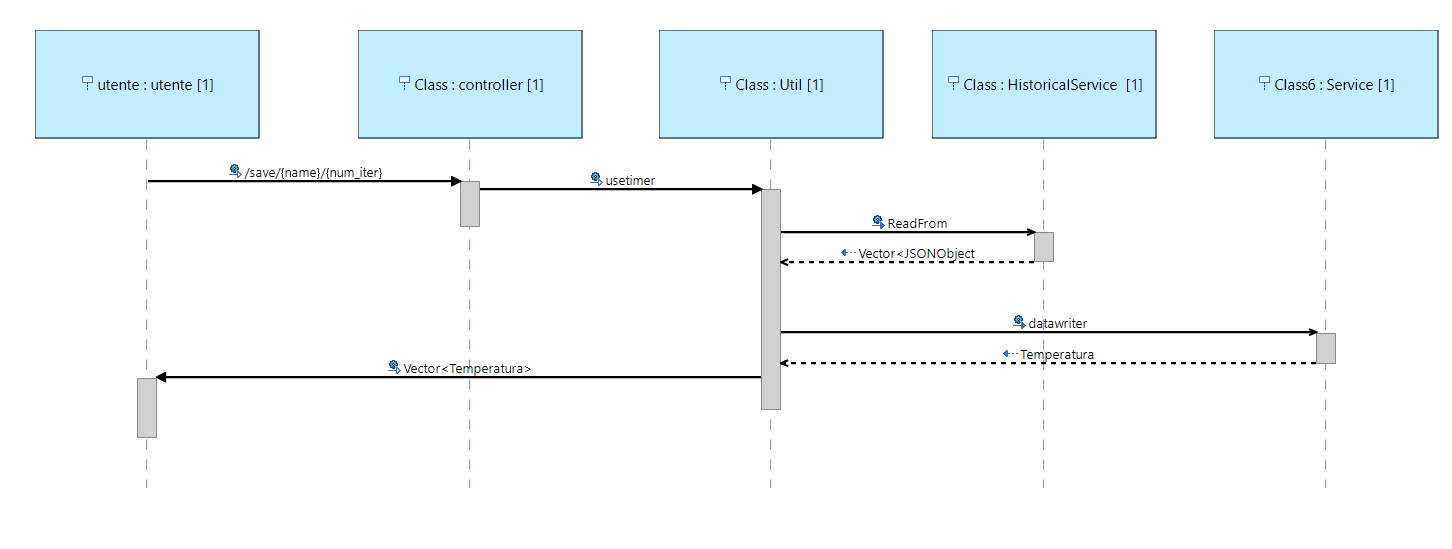 utente : utente [1]
Class : controller [1]
Class : Util [1]
Class : HistoricalService [1]
Class6 : Service [1]
/save/{name}/{num_iter}
usetimer
ReadFrom
Vector<JSONObject
datawriter
Temperatura
Vector<Temperatura>